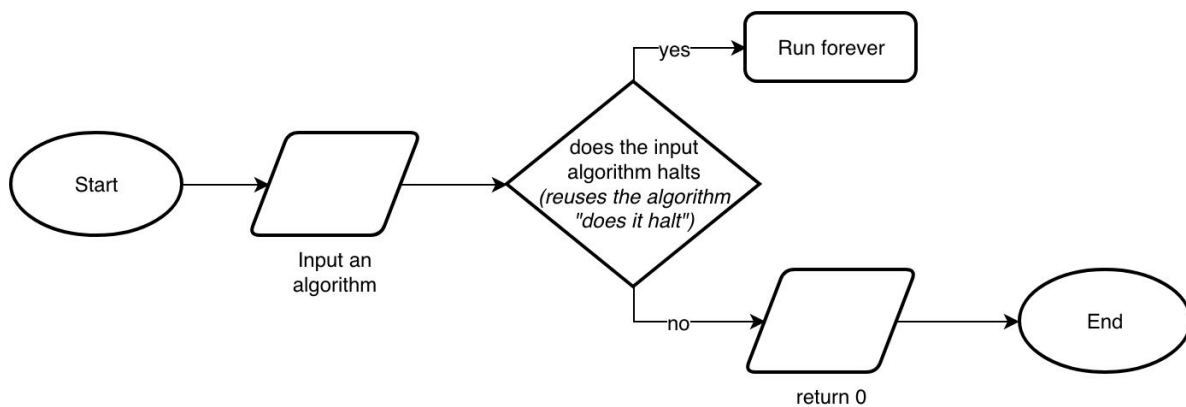 yes
Run forever
Start
does the input
algorithm halts
(reuses the algorithm
"does it halt")
Input an
algorithm
no
End
return 0